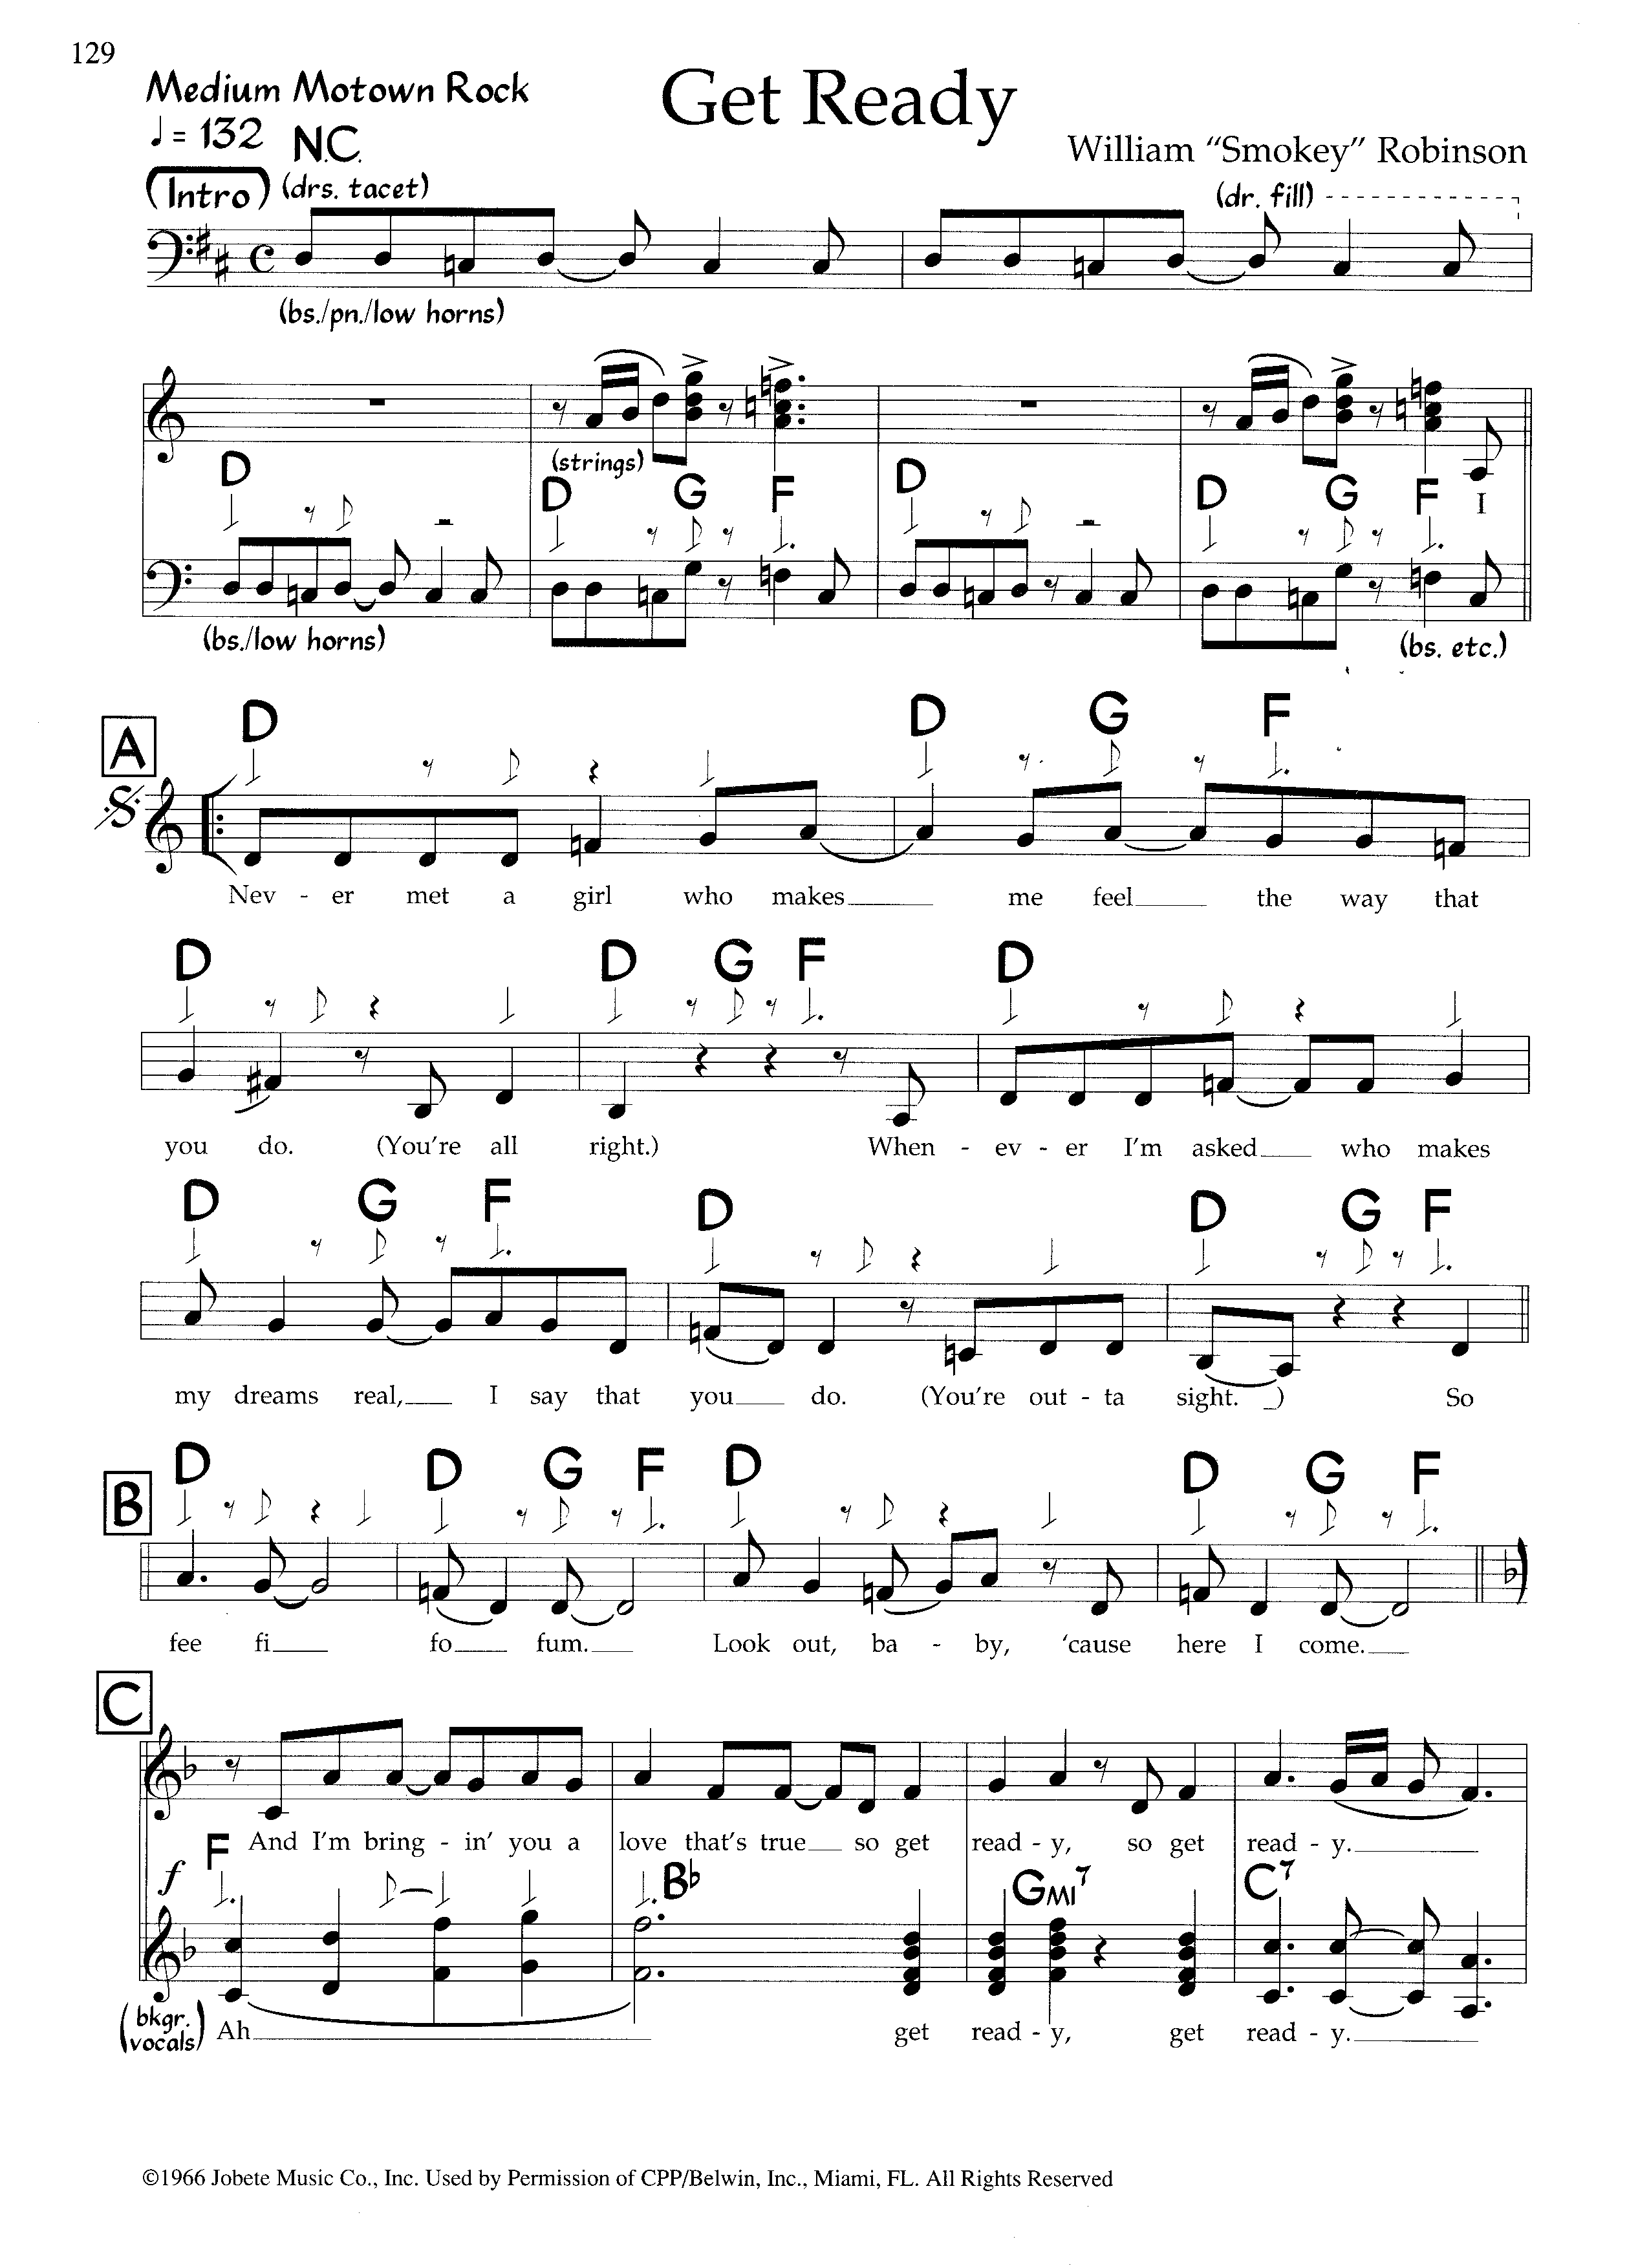 129
Medium Motown Rock
Get Ready
♩ = 132 N.C.
William “Smokey” Robinson
(Intro) (drs. tacet)
(dr. fill)
(bs./pn./low horns)
(strings)
D D G F D D G F I
(bs./low horns)
(bs. etc.)
A
D D G F
Nev - er met a girl who makes me feel the way that
D D G F D
you do. (You’re all right.) When - ev - er I’m asked who makes
D G F D D G F
my dreams real, I say that you do. (You’re out - ta sight. ) So
B
D D G F D D G F
fee fi fo fum. Look out, ba - by, ‘cause here I come.
C
And I’m bring - in’ you a love that’s true so get read - y, so get read - y.
f F B♭ GMI7 C7
(bkgr. vocals) Ah get read - y, get read - y.
©1966 Jobete Music Co., Inc. Used by Permission of CPP/Belwin, Inc., Miami, FL. All Rights Reserved